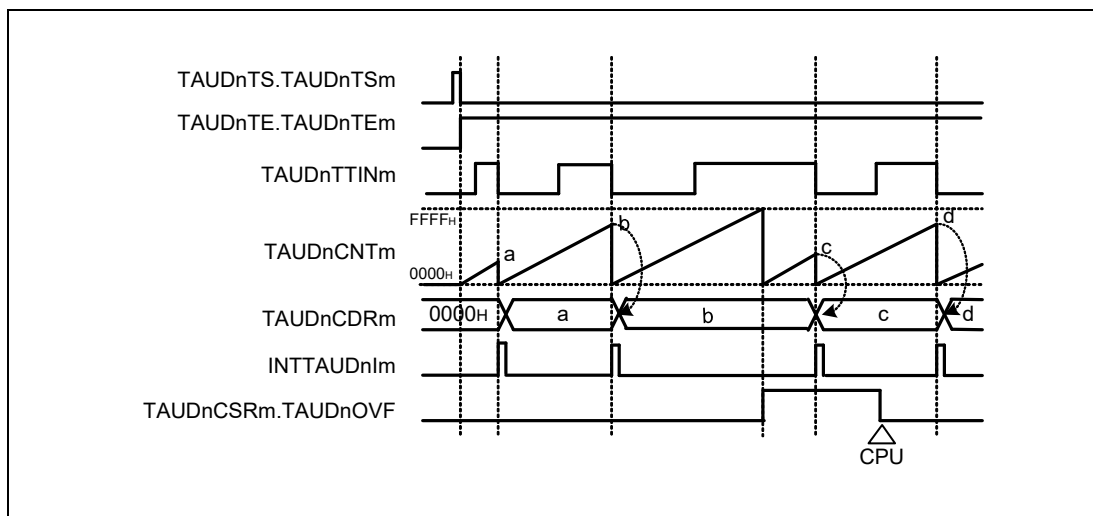 TAUDnTS.TAUDnTSm
TAUDnTE.TAUDnTEm
TAUDnTTINm
FFFFH
TAUDnCNTm
0000H
a
b
c
d
TAUDnCDRm
0000H
a
b
c
d
INTTAUDnIm
TAUDnCSRm.TAUDnOVF
CPU